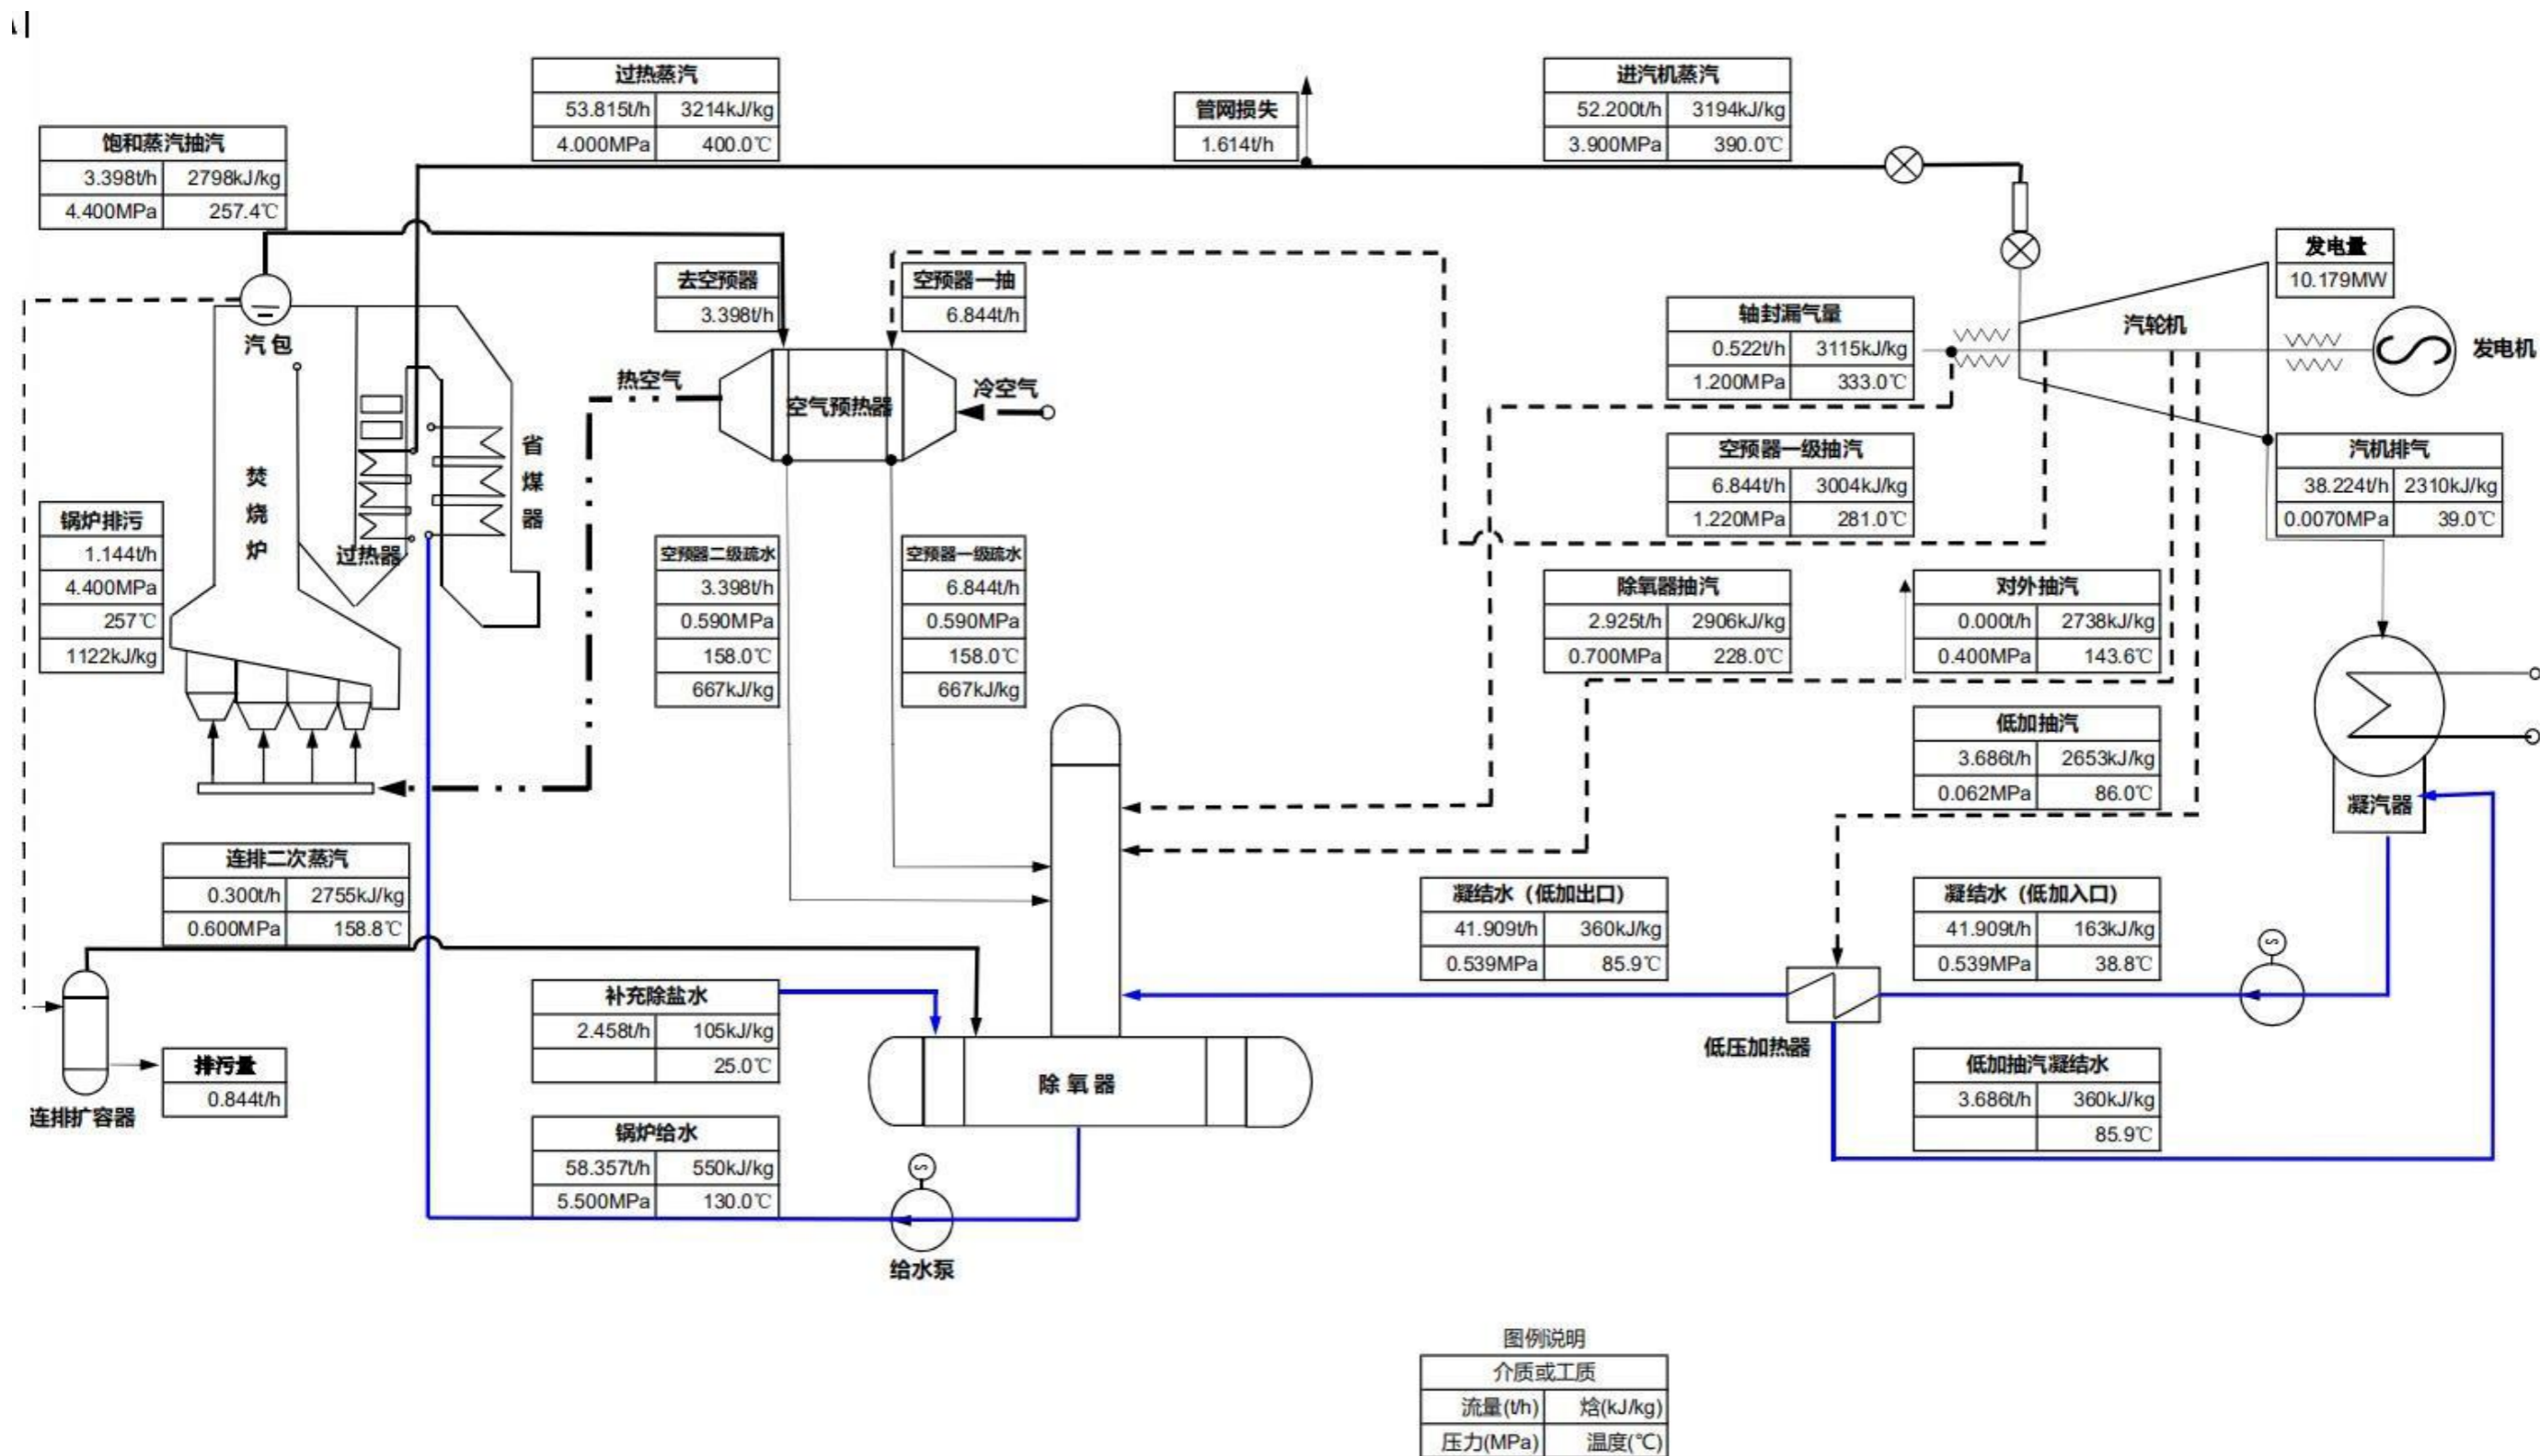 过热蒸汽
53.815t/h 3214kJ/kg
4.000MPa 400.0℃
管网损失
1.614t/h
进汽机蒸汽
52.200t/h 3194kJ/kg
3.900MPa 390.0℃
饱和蒸汽抽汽
3.398t/h 2798kJ/kg
4.400MPa 257.4℃
去空预器
3.398t/h
空预器一抽
6.844t/h
发电量
10.179MW
轴封漏气量
0.522t/h 3115kJ/kg
1.200MPa 333.0℃
汽轮机
发电机
汽包
热空气
空气预热器
冷空气
空预器一级抽汽
6.844t/h 3004kJ/kg
1.220MPa 281.0℃
汽机排气
38.224t/h 2310kJ/kg
0.0070MPa 39.0℃
焚烧炉
省煤器
过热器
锅炉排污
1.144t/h
4.400MPa
257℃
1122kJ/kg
空预器二级疏水
3.398t/h
0.590MPa
158.0℃
667kJ/kg
空预器一级疏水
6.844t/h
0.590MPa
158.0℃
667kJ/kg
除氧器抽汽
2.925t/h 2906kJ/kg
0.700MPa 228.0℃
对外抽汽
0.000t/h 2738kJ/kg
0.400MPa 143.6℃
低加抽汽
3.686t/h 2653kJ/kg
0.062MPa 86.0℃
凝汽器
连排二次蒸汽
0.300t/h 2755kJ/kg
0.600MPa 158.8℃
凝结水（低加出口）
41.909t/h 360kJ/kg
0.539MPa 85.9℃
凝结水（低加入口）
41.909t/h 163kJ/kg
0.539MPa 38.8℃
S
补充除盐水
2.458t/h 105kJ/kg
25.0℃
低压加热器
除氧器
排污量
0.844t/h
连排扩容器
低加抽汽凝结水
3.686t/h 360kJ/kg
85.9℃
锅炉给水
58.357t/h 550kJ/kg
5.500MPa 130.0℃
S
给水泵
图例说明
介质或工质
流量(t/h) 焓(kJ/kg)
压力(MPa) 温度(℃)